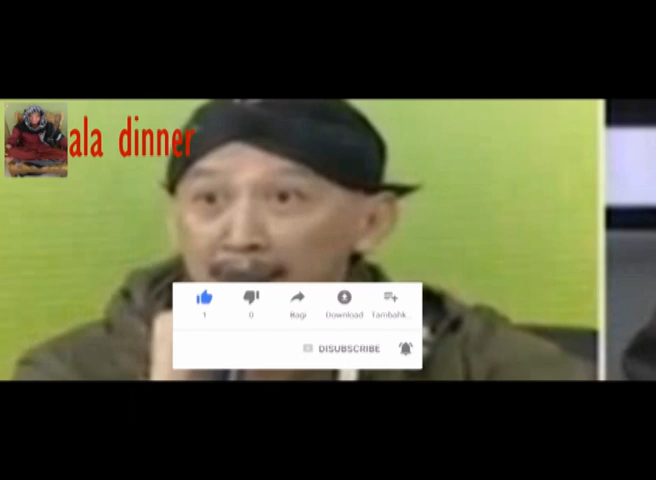 ala dinner
1
0
Bagi
Download
Tambahk...
DISUBSCRIBE